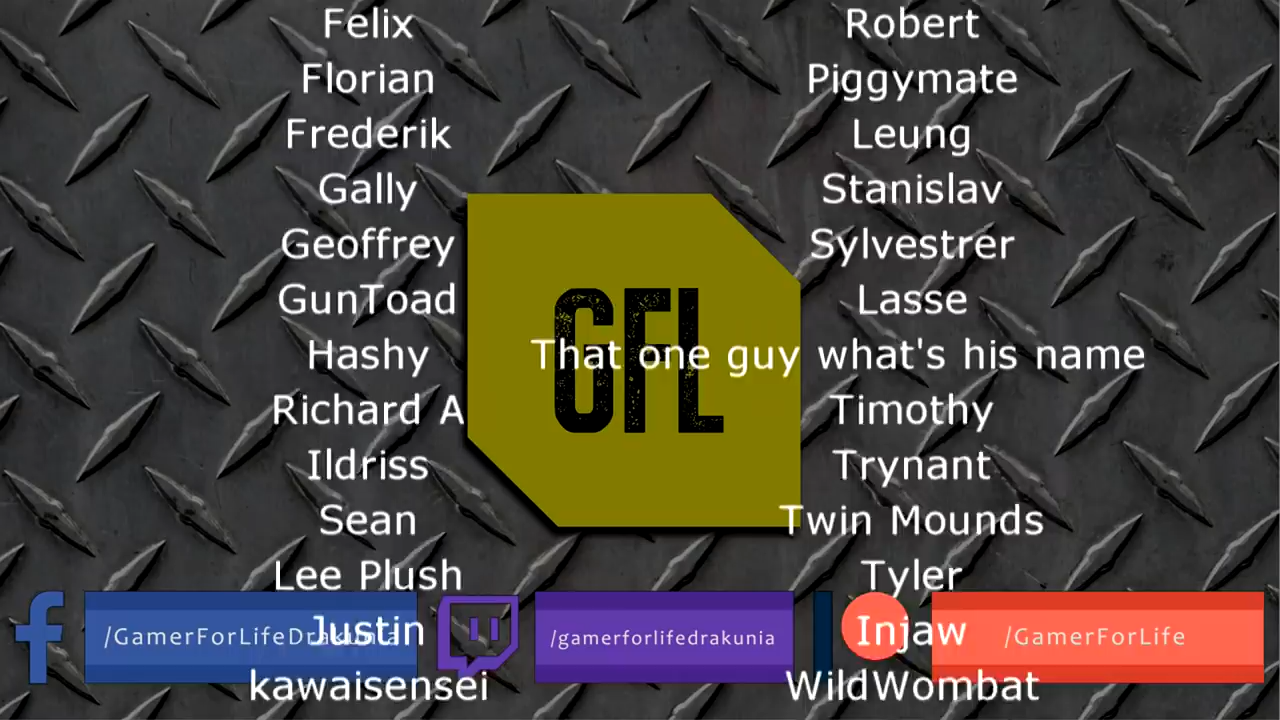 Felix
Florian
Frederik
Gally
Geoffrey
GunToad
Hashy
Richard A
Ildriss
Sean
Lee Plush
Justin
kawaisensei
GFL
Robert
Piggymate
Leung
Stanislav
Sylvestrer
Lasse
That one guy what's his name
Timothy
Trynant
Twin Mounds
Tyler
Injaw
WildWombat
/GamerForLifeDrakunia
/gamerforlifedrakunia
/GamerForLife